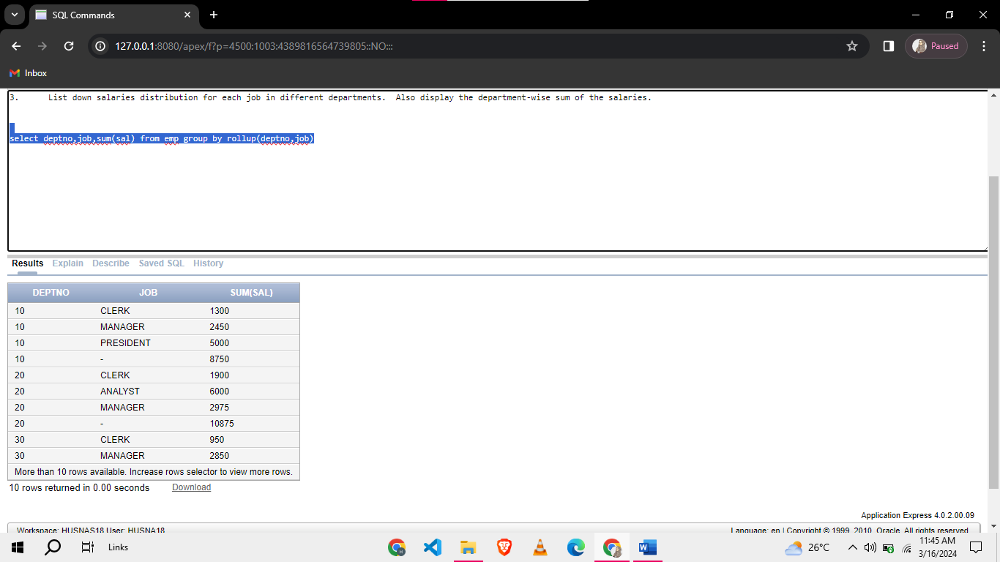 SQL Commands
127.0.0.1:8080/apex/f?p=4500:1003:4389816564739805::NO:::
Paused
Inbox
3. List down salaries distribution for each job in different departments. Also display the department-wise sum of the salaries.
select deptno,job,sum(sal) from emp group by rollup(deptno,job)
Results Explain Describe Saved SQL History
DEPTNO JOB SUM(SAL)
10 CLERK 1300
10 MANAGER 2450
10 PRESIDENT 5000
10 - 8750
20 CLERK 1900
20 ANALYST 6000
20 MANAGER 2975
20 - 10875
30 CLERK 950
30 MANAGER 2850
More than 10 rows available. Increase rows selector to view more rows.
10 rows returned in 0.00 seconds Download
Application Express 4.0.2.00.09
Workspace: HUSNAS18 User: HUSNA18 Language: en | Copyright © 1999, 2010, Oracle. All rights reserved.
Links 26°C 11:45 AM
3/16/2024